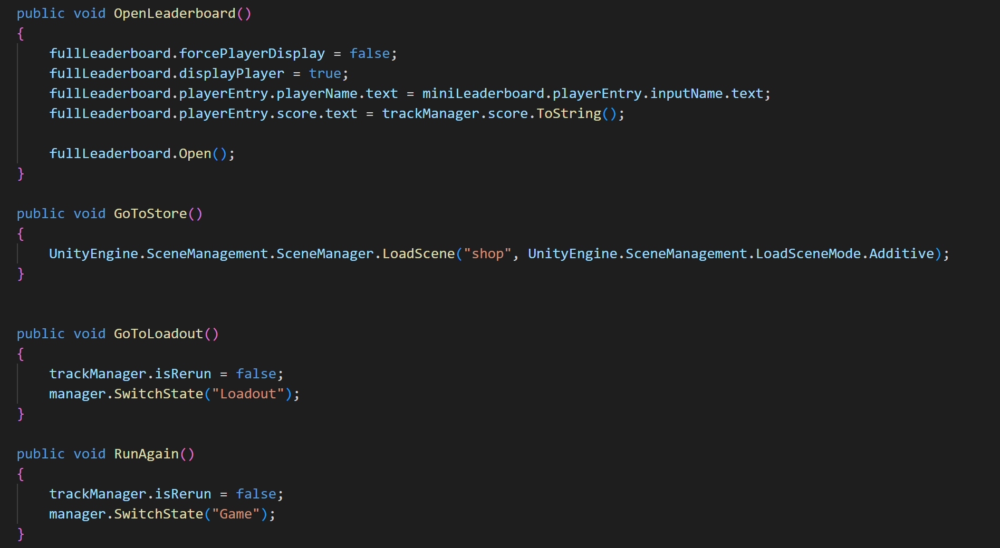 public void OpenLeaderboard()
{
    fullLeaderboard.forcePlayerDisplay = false;
    fullLeaderboard.displayPlayer = true;
    fullLeaderboard.playerEntry.playerName.text = miniLeaderboard.playerEntry.inputName.text;
    fullLeaderboard.playerEntry.score.text = trackManager.score.ToString();

    fullLeaderboard.Open();
}

public void GoToStore()
{
    UnityEngine.SceneManagement.SceneManager.LoadScene("shop", UnityEngine.SceneManagement.LoadSceneMode.Additive);
}


public void GoToLoadout()
{
    trackManager.isRerun = false;
    manager.SwitchState("Loadout");
}

public void RunAgain()
{
    trackManager.isRerun = false;
    manager.SwitchState("Game");
}